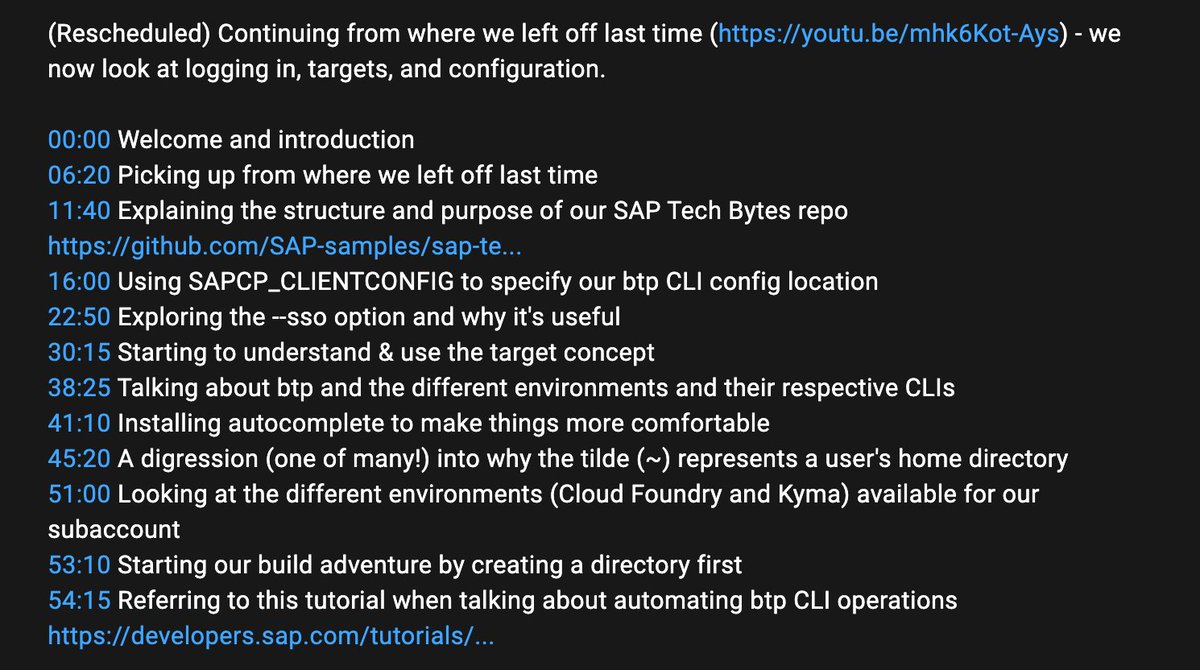 (Rescheduled) Continuing from where we left off last time (https://youtu.be/mhk6Kot-Ays) - we
now look at logging in, targets, and configuration.
00:00 Welcome and introduction
06:20 Picking up from where we left off last time
11:40 Explaining the structure and purpose of our SAP Tech Bytes repo
https://github.com/SAP-samples/sap-te...
16:00 Using SAPCP_CLIENTCONFIG to specify our btp CLI config location
22:50 Exploring the --sso option and why it's useful
30:15 Starting to understand & use the target concept
38:25 Talking about btp and the different environments and their respective CLIs
41:10 Installing autocomplete to make things more comfortable
45:20 A digression (one of many!) into why the tilde (~) represents a user's home directory
51:00 Looking at the different environments (Cloud Foundry and Kyma) available for our
subaccount
53:10 Starting our build adventure by creating a directory first
54:15 Referring to this tutorial when talking about automating btp CLI operations
https://developers.sap.com/tutorials/...